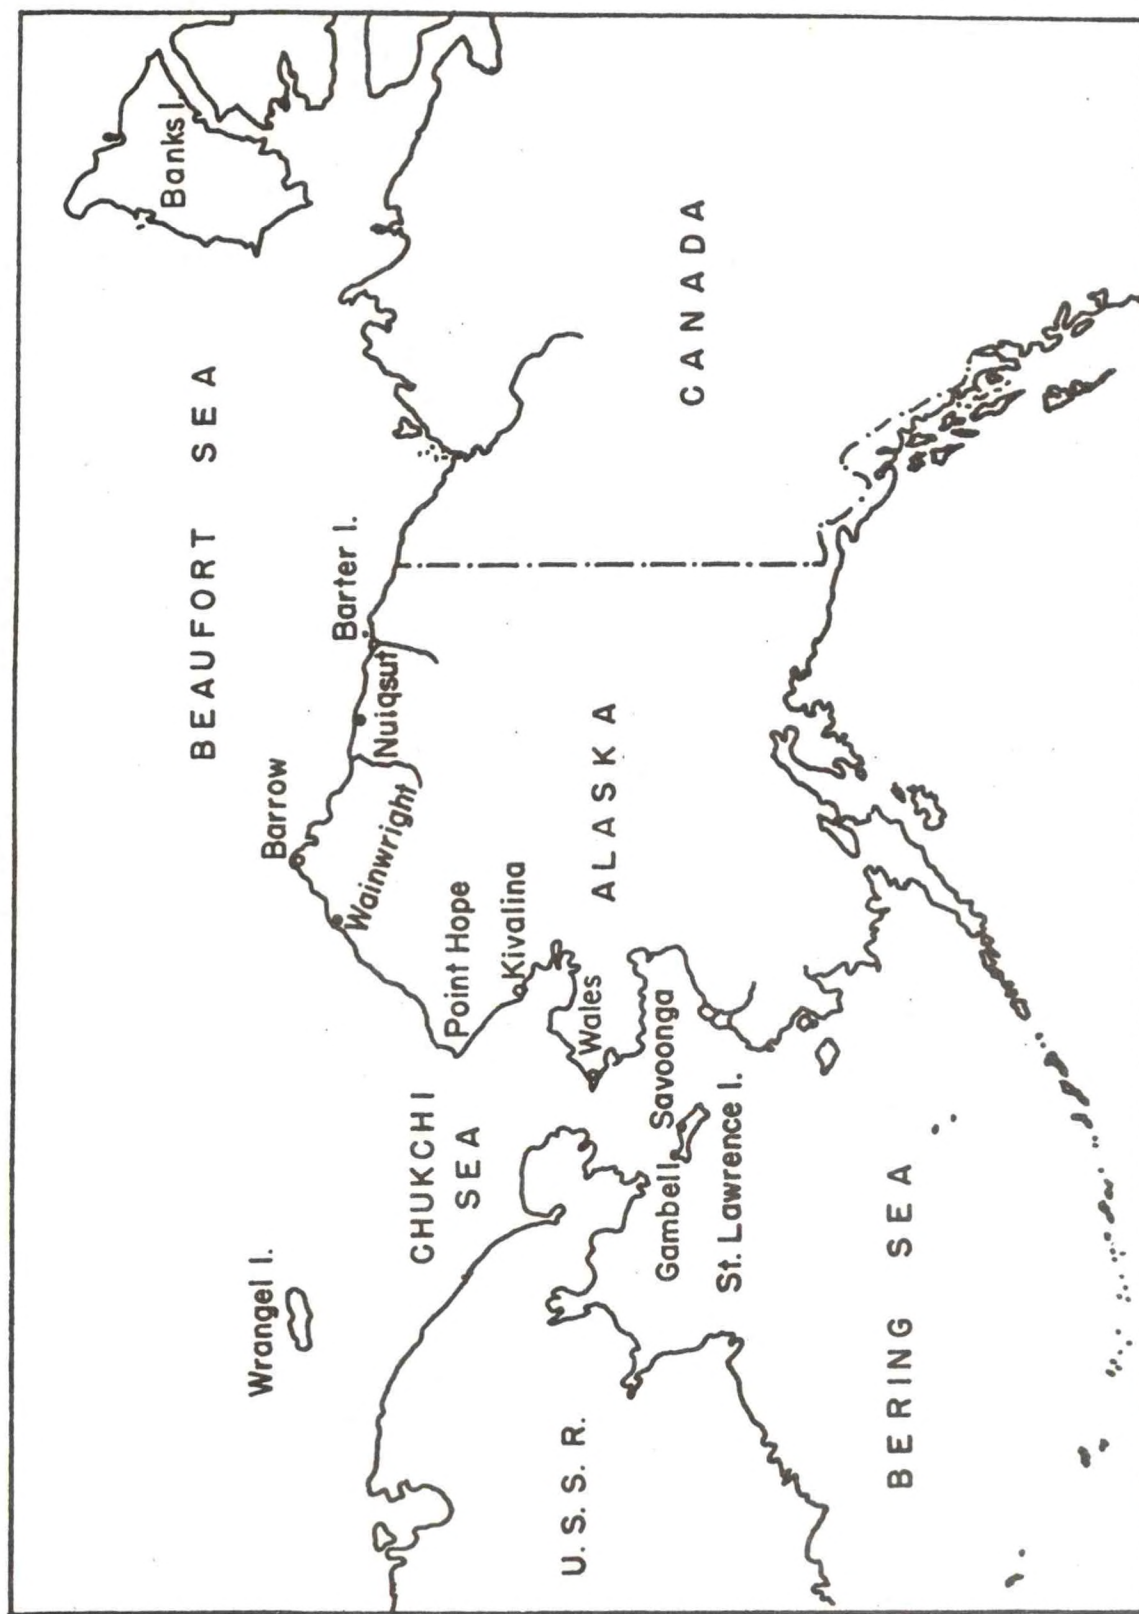 Banks I.
BEAUFORT SEA
Barter I.
Nuiqsut
Barrow
Wainwright
Point Hope
Kivalina
Wales
Savoonga
Gambell
St. Lawrence I.
ALASKA
CANADA
CHUKCHI
SEA
Wrangel I.
U.S.S.R.
BERING SEA